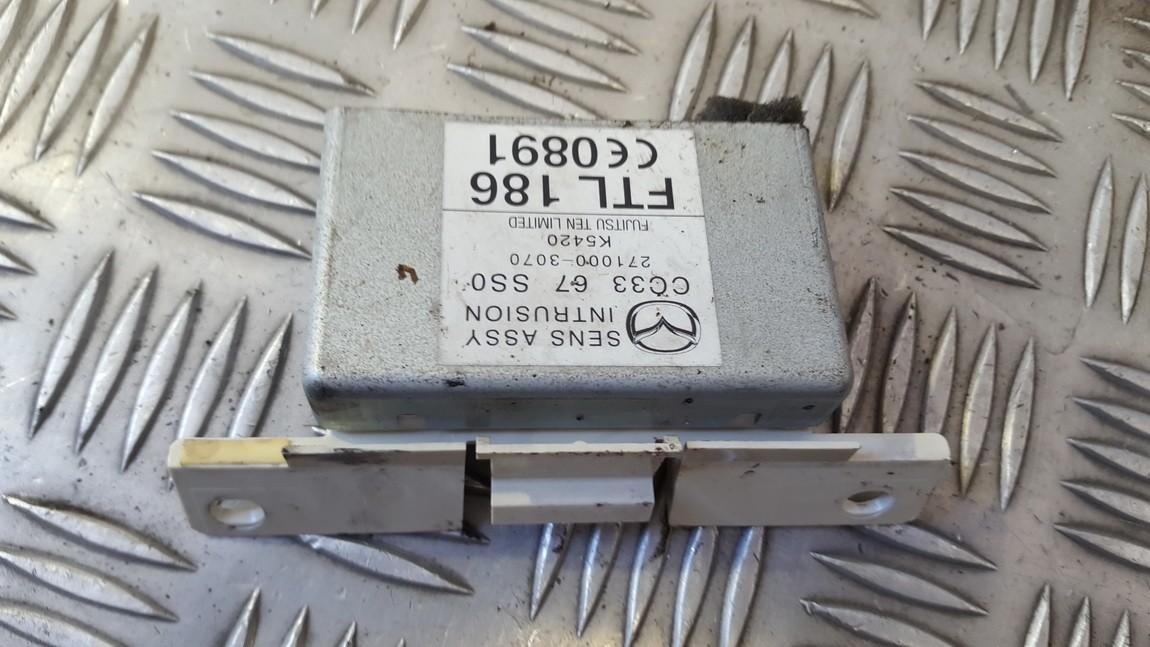 SENS ASSY
INTRUSION
CC33 67 SS0
271000-3070
K5420
FUJITSU TEN LIMITED
FTL 186
CE0891